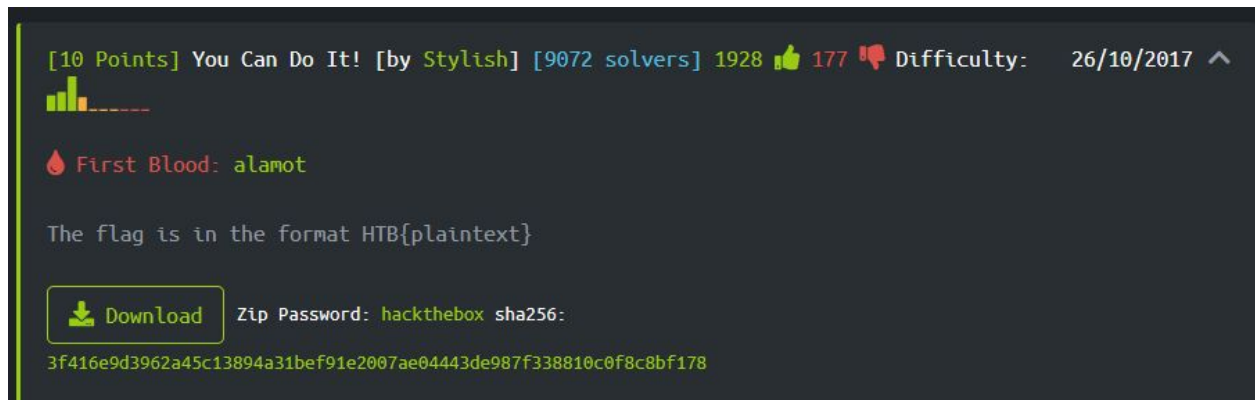 [10 Points] You Can Do It! [by Stylish] [9072 solvers] 1928 177 Difficulty: 26/10/2017
First Blood: alamot
The flag is in the format HTB{plaintext}
Download Zip Password: hackthebox sha256:
3f416e9d3962a45c13894a31bef91e2007ae04443de987f338810c0f8c8bf178